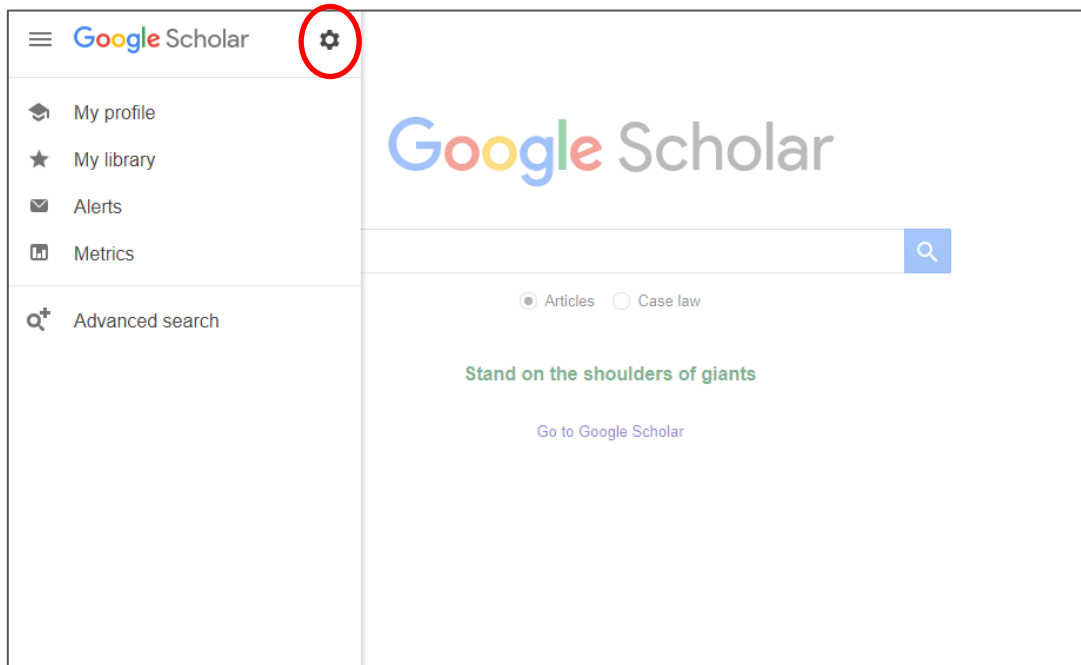 Google Scholar
My profile
My library
Alerts
Metrics
Advanced search
Google Scholar
Articles Case law
Stand on the shoulders of giants
Go to Google Scholar